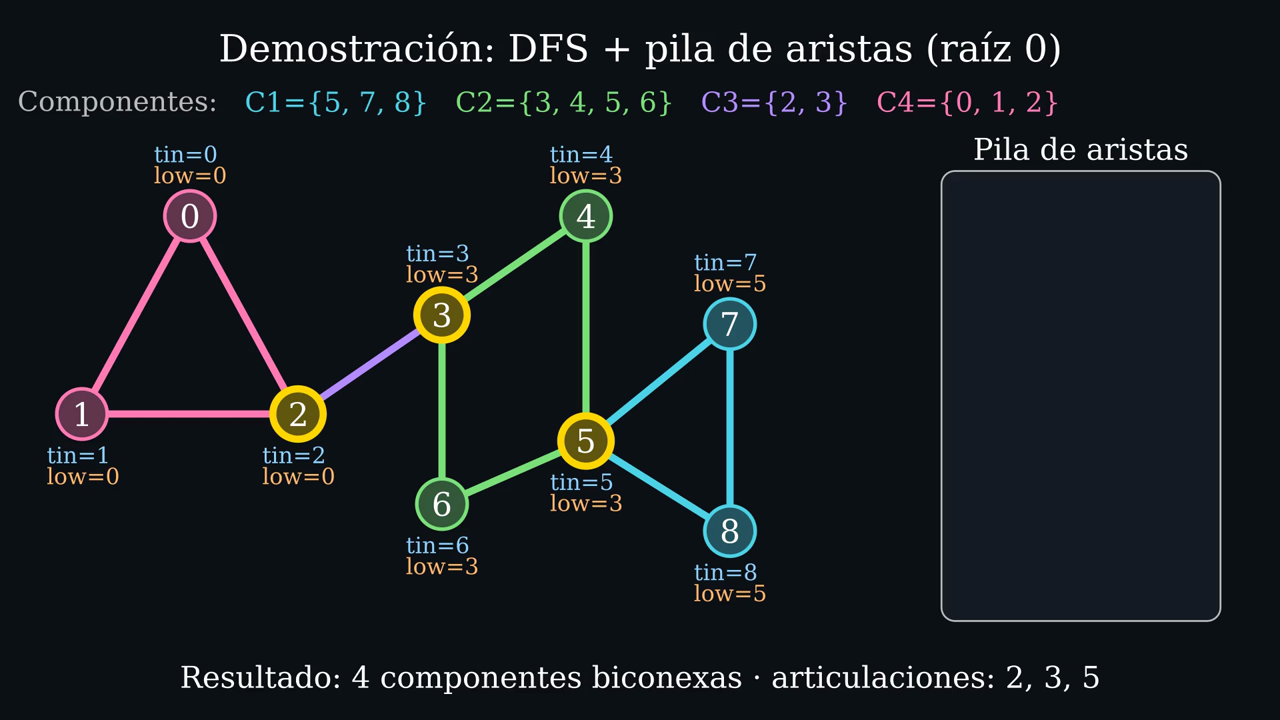 Demostración: DFS + pila de aristas (raíz 0)
Componentes: C1={5, 7, 8} C2={3, 4, 5, 6} C3={2, 3} C4={0, 1, 2}
Pila de aristas
tin=0
low=0
0
tin=4
low=3
4
tin=3
low=3
3
tin=7
low=5
7
1
tin=1
low=0
2
tin=2
low=0
5
tin=5
low=3
6
tin=6
low=3
8
tin=8
low=5
Resultado: 4 componentes biconexas · articulaciones: 2, 3, 5